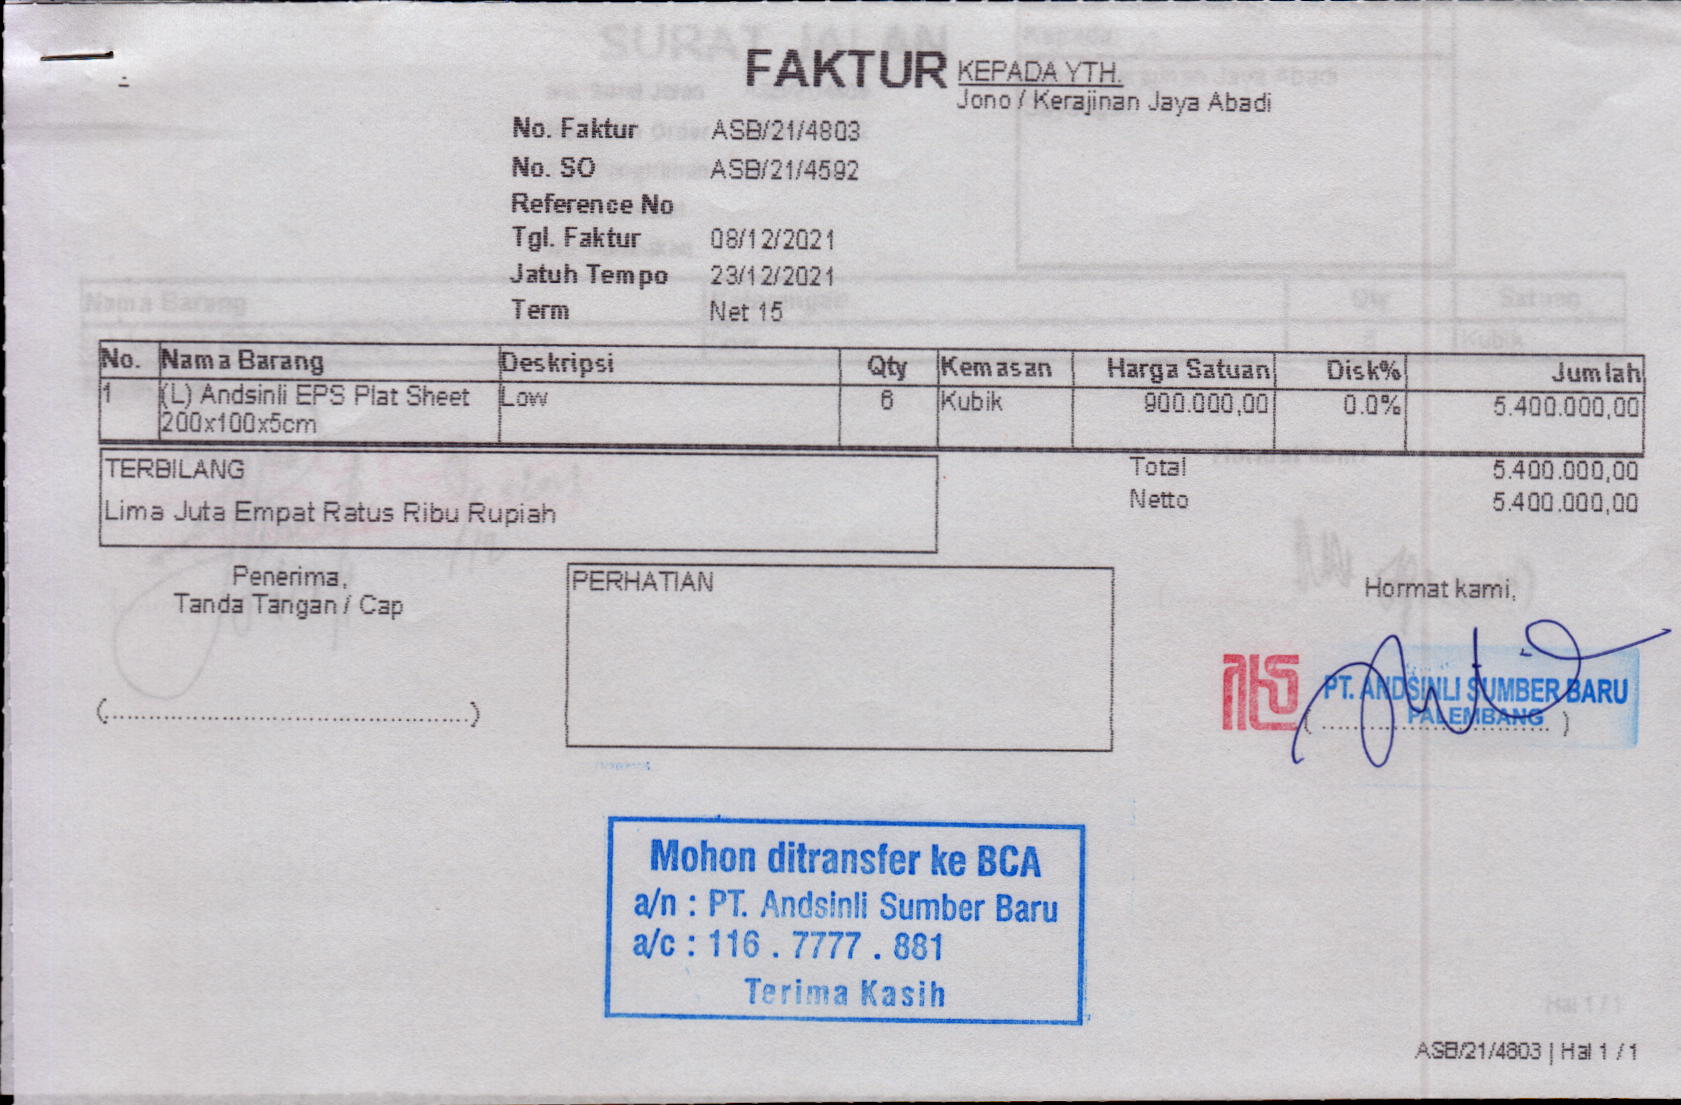 FAKTUR
KEPADA YTH.
Jono / Kerajinan Jaya Abadi
No. Faktur ASB/21/4803
No. SO ASB/21/4592
Reference No
Tgl. Faktur 08/12/2021
Jatuh Tempo 23/12/2021
Term Net 15
No. Nama Barang Deskripsi Qty Kemasan Harga Satuan Disk% Jumlah
1 (L) Andsinli EPS Plat Sheet Low 6 Kubik 900.000,00 0.0% 5.400.000,00
200x100x5cm
TERBILANG
Lima Juta Empat Ratus Ribu Rupiah
Total 5.400.000,00
Netto 5.400.000,00
Penerima,
Tanda Tangan / Cap
(................................................)
PERHATIAN
Hormat kami,
PT. ANDSINLI SUMBER BARU
PALEMBANG
(..............................)
Mohon ditransfer ke BCA
a/n : PT. Andsinli Sumber Baru
a/c : 116 . 7777 . 881
Terima Kasih
ASB/21/4803 | Hal 1 / 1